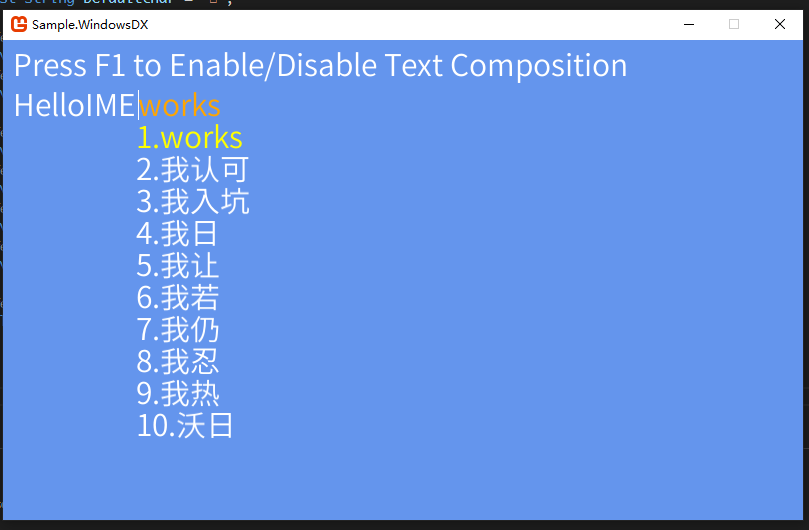 Sample.WindowsDX
Press F1 to Enable/Disable Text Composition
HelloIMEworks
1.works
2.我认可
3.我入坑
4.我日
5.我让
6.我若
7.我仍
8.我忍
9.我热
10.沃日